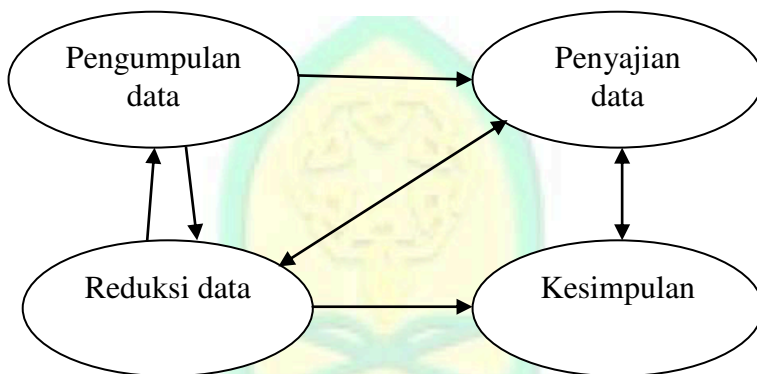 Pengumpulan
data
Penyajian
data
Reduksi data
Kesimpulan